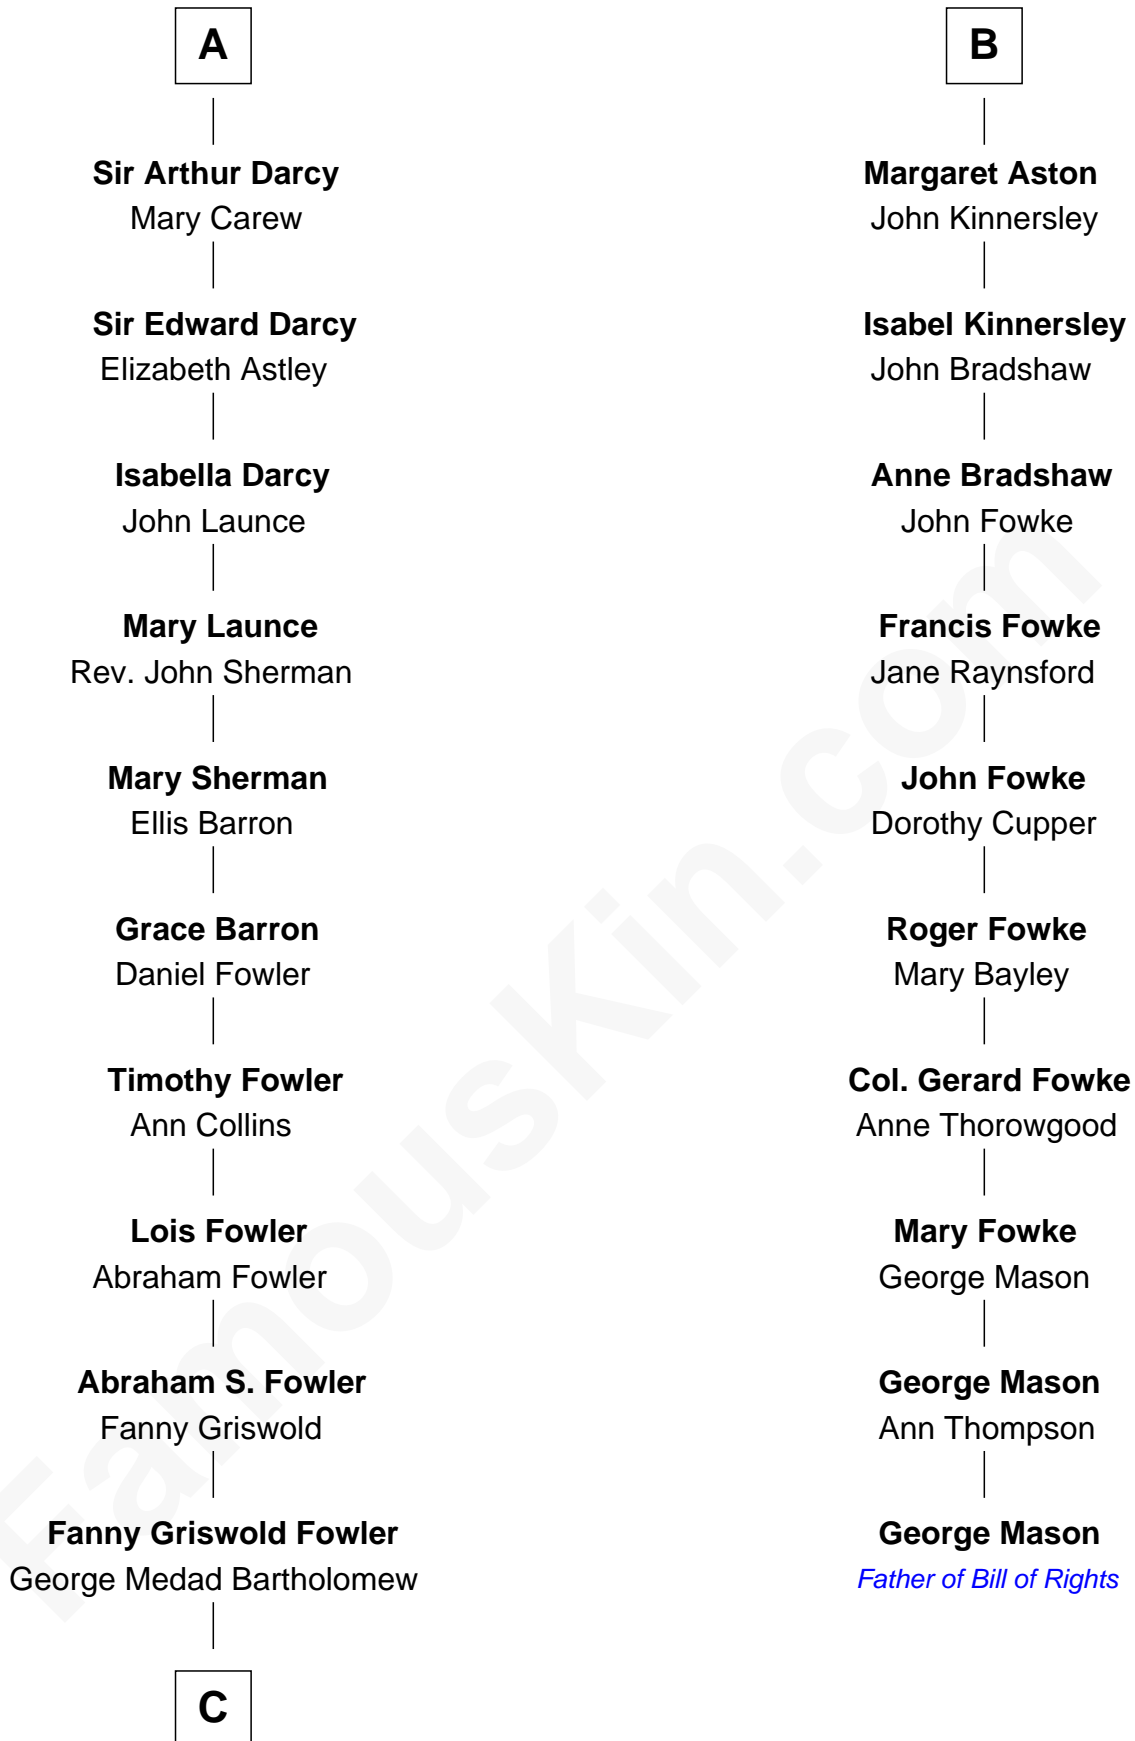 A
Sir Arthur Darcy
Mary Carew
Sir Edward Darcy
Elizabeth Astley
Isabella Darcy
John Launce
Mary Launce
Rev. John Sherman
Mary Sherman
Ellis Barron
Grace Barron
Daniel Fowler
Timothy Fowler
Ann Collins
Lois Fowler
Abraham Fowler
Abraham S. Fowler
Fanny Griswold
Fanny Griswold Fowler
George Medad Bartholomew
C
B
Margaret Aston
John Kinnersley
Isabel Kinnersley
John Bradshaw
Anne Bradshaw
John Fowke
Francis Fowke
Jane Raynsford
John Fowke
Dorothy Cupper
Roger Fowke
Mary Bayley
Col. Gerard Fowke
Anne Thorowgood
Mary Fowke
George Mason
George Mason
Ann Thompson
George Mason
Father of Bill of Rights
FamousKin.com